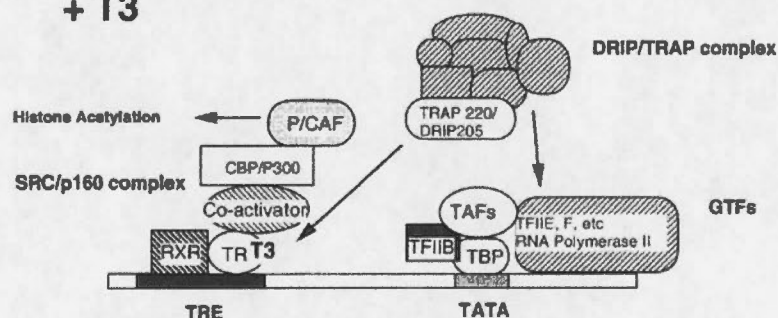 + T3
DRIP/TRAP complex
TRAP 220/
DRIP205
Histone Acetylation
P/CAF
CBP/P300
SRC/p160 complex
Co-activator
TAFs
GTFs
TFIIE, F, etc
RNA Polymerase II
RXR
TR T3
TFIIB
TBP
TRE
TATA